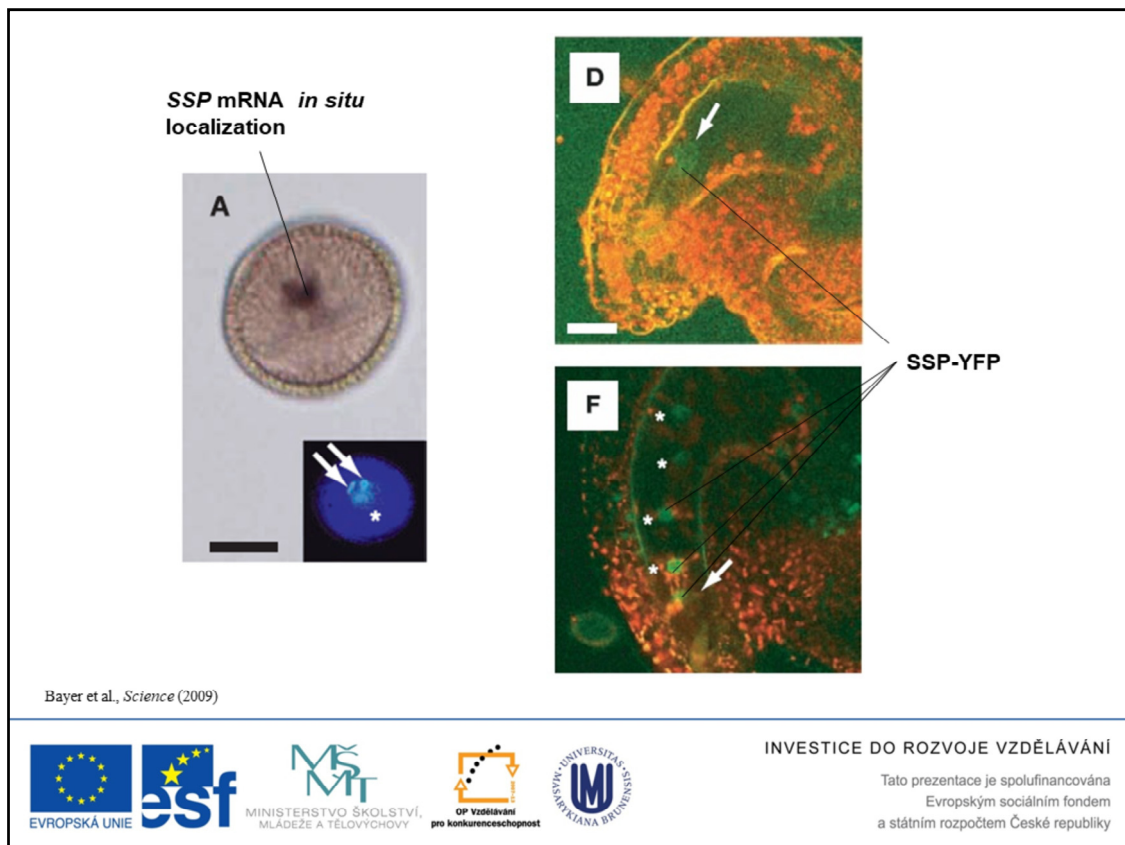 SSP mRNA in situ
localization
A
*
D
SSP-YFP
F
*
*
*
*
Bayer et al., Science (2009)
EVROPSKÁ UNIE
esf
MINISTERSTVO ŠKOLSTVÍ,
MLÁDEŽE A TĚLOVÝCHOVY
OP Vzdělávání
pro konkurenceschopnost
INVESTICE DO ROZVOJE VZDĚLÁVÁNÍ
Tato prezentace je spolufinancována
Evropským sociálním fondem
a státním rozpočtem České republiky